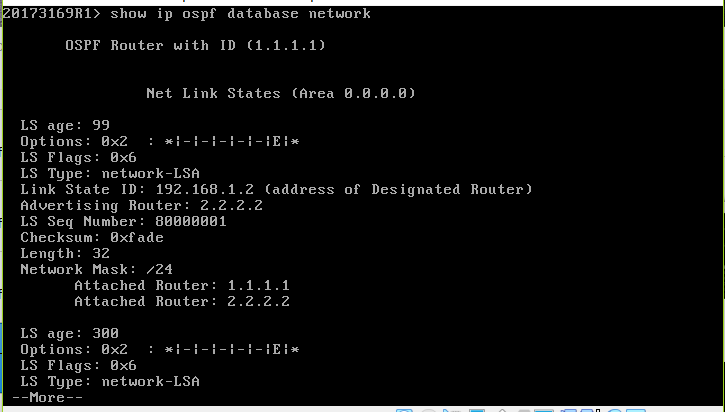 20173169R1> show ip ospf database network
OSPF Router with ID (1.1.1.1)
Net Link States (Area 0.0.0.0)
LS age: 99
Options: 0x2  : *|-|-|-|-|-|E|*
LS Flags: 0x6
LS Type: network-LSA
Link State ID: 192.168.1.2 (address of Designated Router)
Advertising Router: 2.2.2.2
LS Seq Number: 80000001
Checksum: 0xfade
Length: 32
Network Mask: /24
Attached Router: 1.1.1.1
Attached Router: 2.2.2.2
LS age: 300
Options: 0x2  : *|-|-|-|-|-|E|*
LS Flags: 0x6
LS Type: network-LSA
--More--